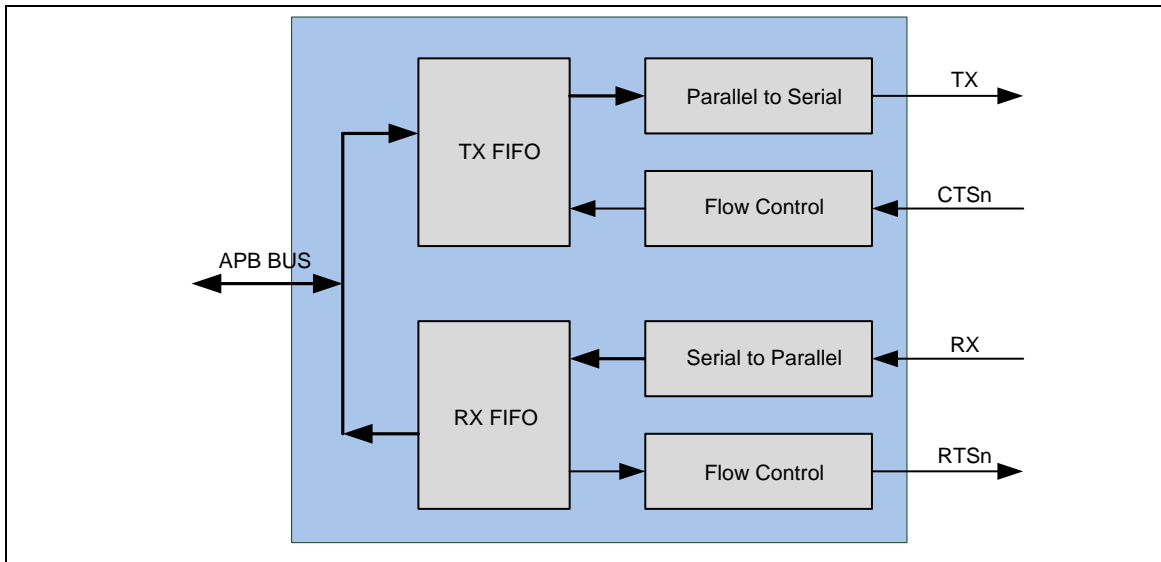 Parallel to Serial
TX
TX FIFO
Flow Control
CTSn
APB BUS
Serial to Parallel
RX
RX FIFO
Flow Control
RTSn